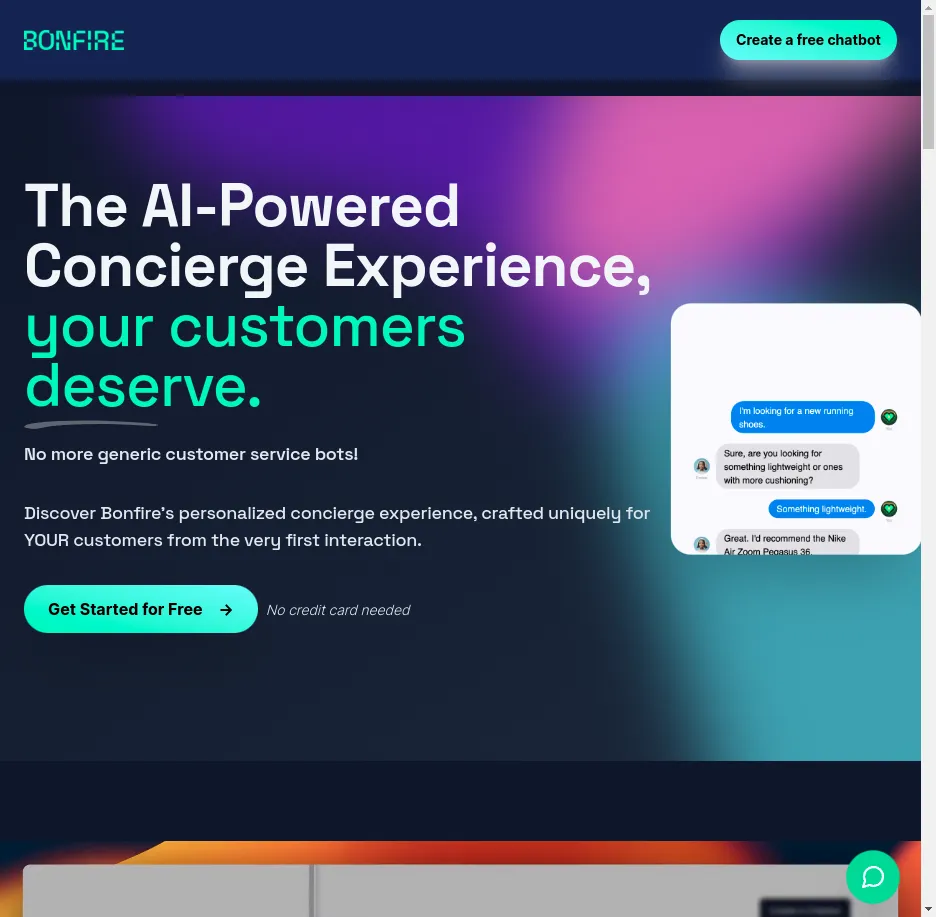 BONFIRE
Create a free chatbot
The AI-Powered
Concierge Experience,
your customers
deserve.
No more generic customer service bots!
Discover Bonfire's personalized concierge experience, crafted uniquely for
YOUR customers from the very first interaction.
Get Started for Free →
No credit card needed
I'm looking for a new running
shoes.
Sure, are you looking for
something lightweight or ones
with more cushioning?
Something lightweight.
Great. I'd recommend the Nike
Air Zoom Pegasus 36.